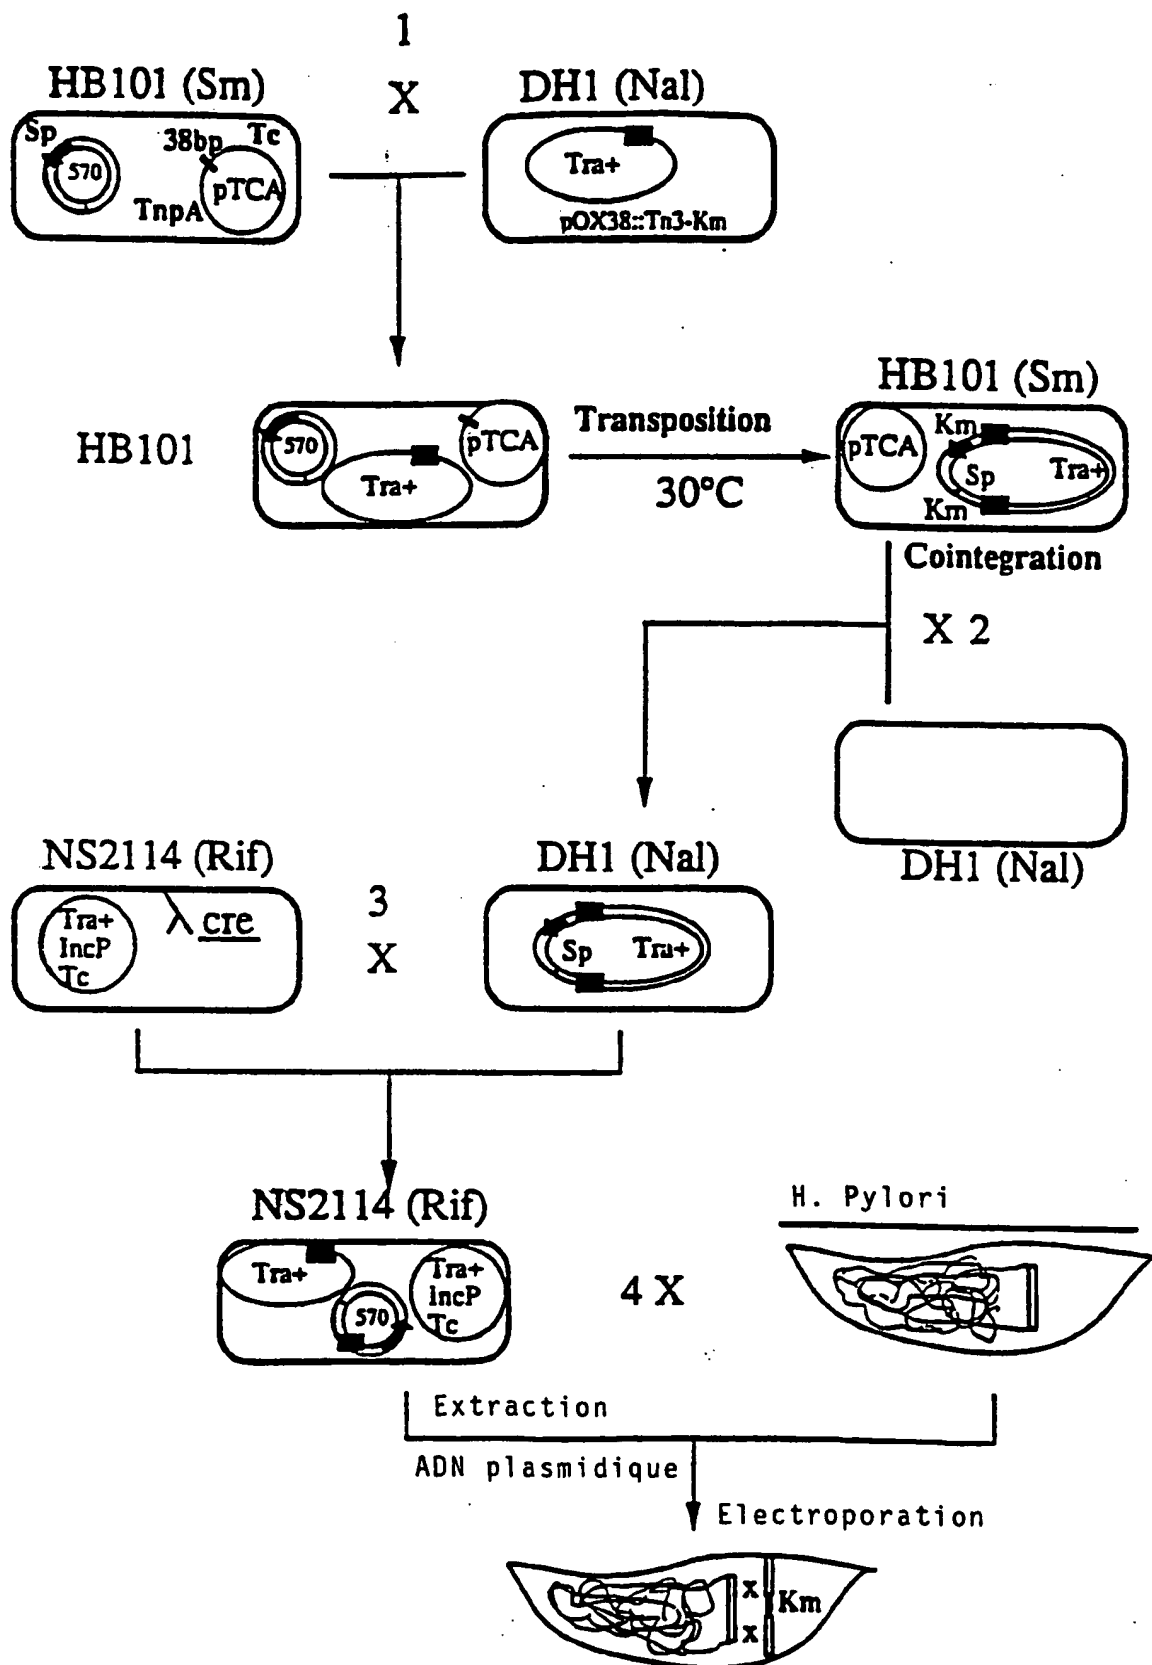 1
HB101 (Sm)
X
DH1 (Nal)
Sp
38bp
Tc
570
TnpA
pTCA
Tra+
pOX38::Tn3-Km
HB101
570
Tra+
pTCA
Transposition
30°C
HB101 (Sm)
pTCA
Km
Sp
Tra+
Km
Cointegration
X 2
DH1 (Nal)
NS2114 (Rif)
Tra+
IncP
Tc
λ cre
3
X
DH1 (Nal)
Sp
Tra+
NS2114 (Rif)
Tra+
570
Tra+
IncP
Tc
4 X
H. Pylori
Extraction
ADN plasmidique
Electroporation
x
x
Km